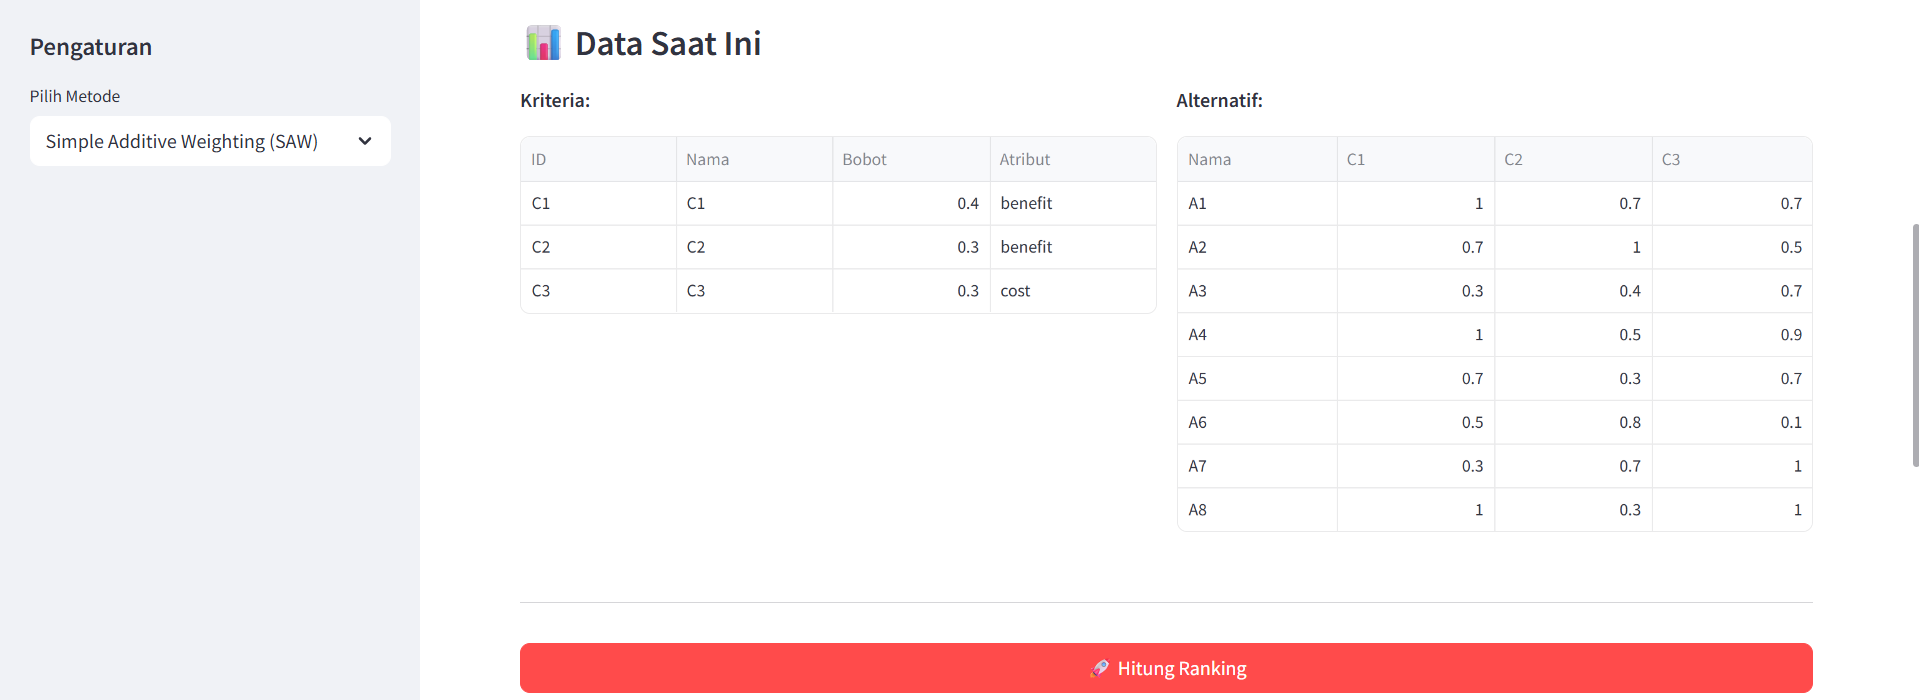 Pengaturan
Pilih Metode
Simple Additive Weighting (SAW)
Data Saat Ini
Kriteria:
ID Nama Bobot Atribut
C1 C1 0.4 benefit
C2 C2 0.3 benefit
C3 C3 0.3 cost
Alternatif:
Nama C1 C2 C3
A1 1 0.7 0.7
A2 0.7 1 0.5
A3 0.3 0.4 0.7
A4 1 0.5 0.9
A5 0.7 0.3 0.7
A6 0.5 0.8 0.1
A7 0.3 0.7 1
A8 1 0.3 1
Hitung Ranking